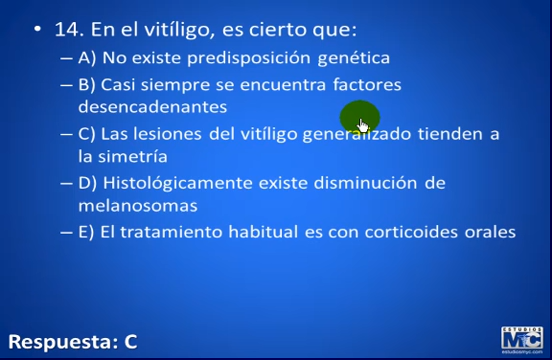 • 14. En el vitíligo, es cierto que:
– A) No existe predisposición genética
– B) Casi siempre se encuentra factores
desencadenantes
– C) Las lesiones del vitíligo generalizado tienden a
la simetría
– D) Histológicamente existe disminución de
melanosomas
– E) El tratamiento habitual es con corticoides orales
Respuesta: C
ESTUDIOS
MyC
estudiosmyc.com